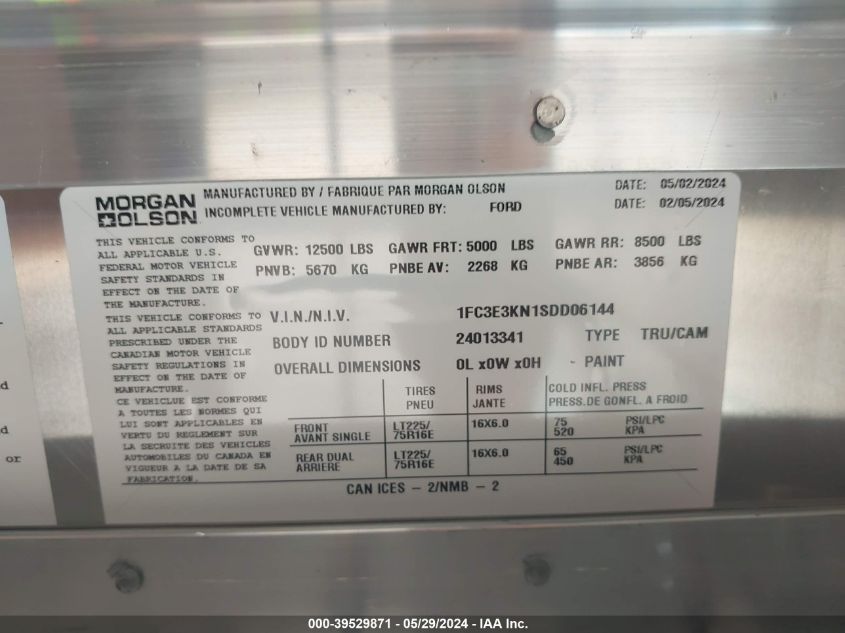 MORGAN OLSON
MANUFACTURED BY / FABRIQUE PAR MORGAN OLSON
DATE: 05/02/2024
INCOMPLETE VEHICLE MANUFACTURED BY: FORD
DATE: 02/05/2024
THIS VEHICLE CONFORMS TO
ALL APPLICABLE U.S.
FEDERAL MOTOR VEHICLE
SAFETY STANDARDS IN
EFFECT ON THE DATE OF
THE MANUFACTURE.
THIS VEHICLE CONFORMS TO
ALL APPLICABLE STANDARDS
PRESCRIBED UNDER THE
CANADIAN MOTOR VEHICLE
SAFETY REGULATIONS IN
EFFECT ON THE DATE OF
MANUFACTURE.
CE VEHICLUE EST CONFORME
A TOUTES LES NORMES QUI
LUI SONT APPLICABLES EN
VERTU DU REGLEMENT SUR
LA SECRUITE DES VEHICLES
AUTOMOBILES DU CANADA EN
VIGUEUR A LA DATE DE SA
FABRICATION.
GVWR: 12500 LBS GAWR FRT: 5000 LBS GAWR RR: 8500 LBS
PNVB: 5670 KG PNBE AV: 2268 KG PNBE AR: 3856 KG
V.I.N./N.I.V. 1FC3E3KN1SDD06144
BODY ID NUMBER 24013341 TYPE TRU/CAM
OVERALL DIMENSIONS 0L x0W x0H - PAINT
TIRES RIMS COLD INFL. PRESS
PNEU JANTE PRESS.DE GONFL. A FROID
FRONT LT225/ 16X6.0 75 PSI/LPC
AVANT SINGLE 75R16E 520 KPA
REAR DUAL LT225/ 16X6.0 65 PSI/LPC
ARRIERE 75R16E 450 KPA
CAN ICES - 2/NMB - 2
d
d
or
000-39529871 - 05/29/2024 - IAA Inc.